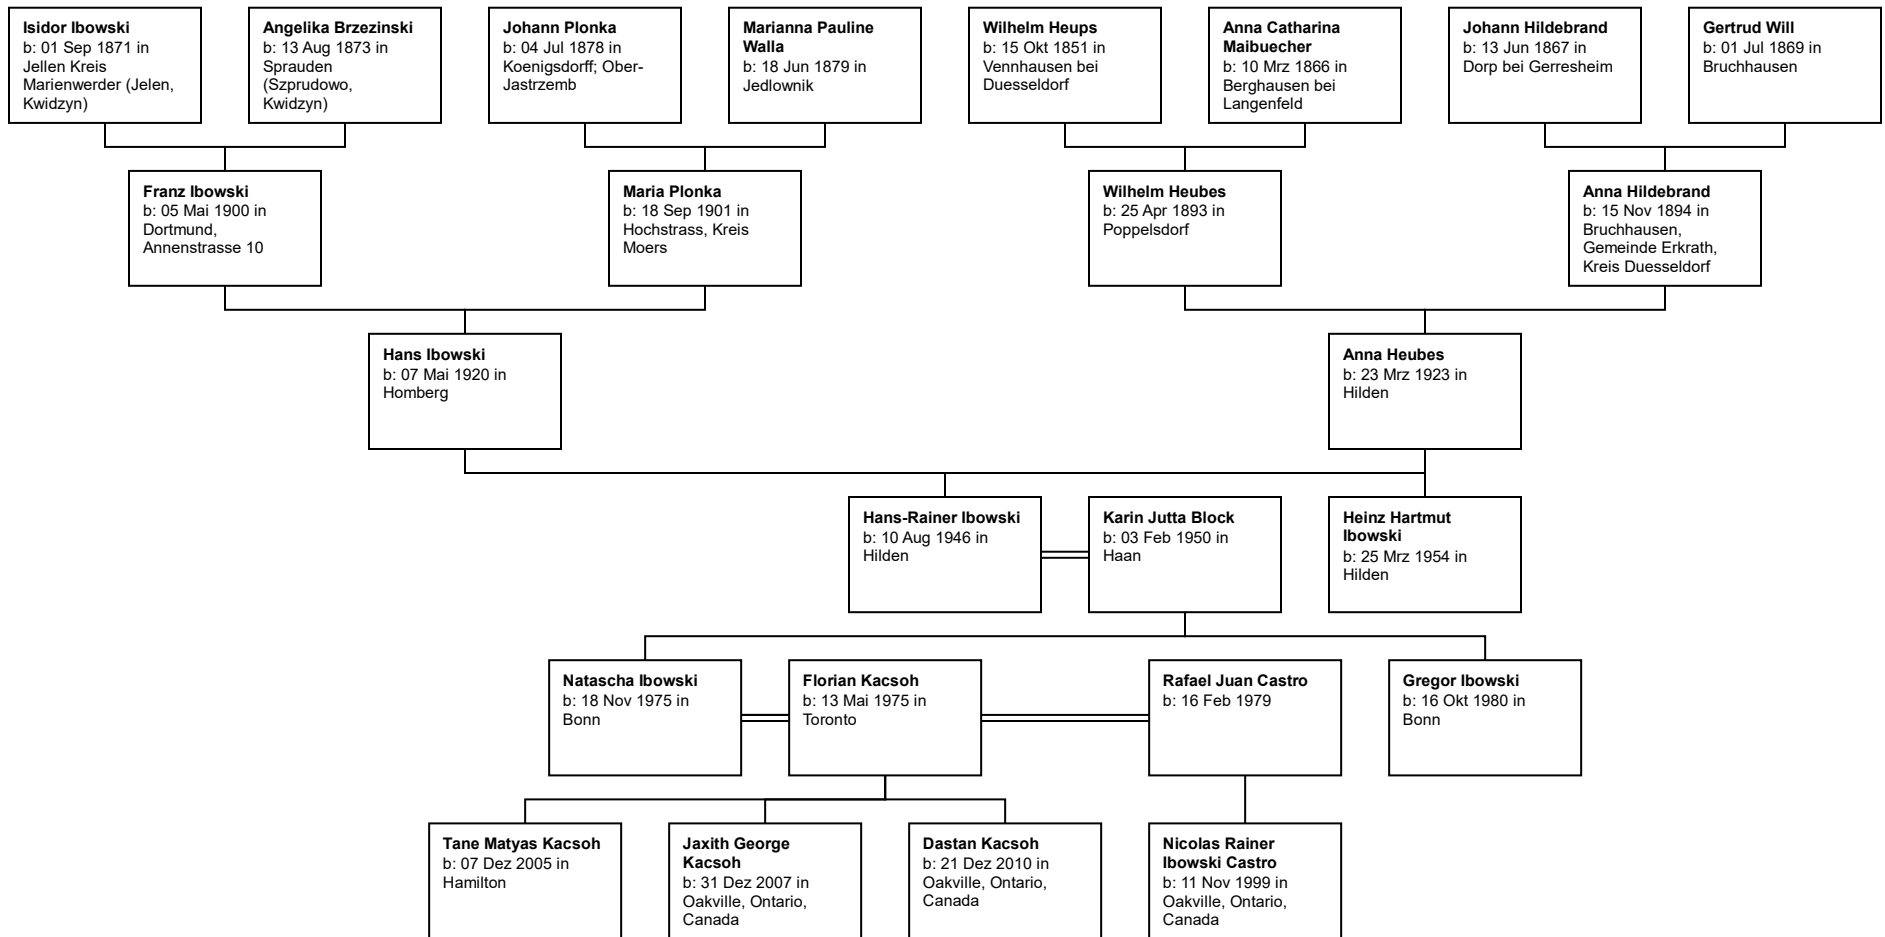 Isidor Ibowski
b: 01 Sep 1871 in
Jellen Kreis
Marienwerder (Jelen,
Kwidzyn)
Angelika Brzezinski
b: 13 Aug 1873 in
Sprauden
(Szprudowo,
Kwidzyn)
Johann Plonka
b: 04 Jul 1878 in
Koenigsdorff; Ober-
Jastrzemb
Marianna Pauline
Walla
b: 18 Jun 1879 in
Jedlownik
Wilhelm Heups
b: 15 Okt 1851 in
Vennhausen bei
Duesseldorf
Anna Catharina
Maibuecher
b: 10 Mrz 1866 in
Berghausen bei
Langenfeld
Johann Hildebrand
b: 13 Jun 1867 in
Dorp bei Gerresheim
Gertrud Will
b: 01 Jul 1869 in
Bruchhausen
Franz Ibowski
b: 05 Mai 1900 in
Dortmund,
Annenstrasse 10
Maria Plonka
b: 18 Sep 1901 in
Hochstrass, Kreis
Moers
Wilhelm Heubes
b: 25 Apr 1893 in
Poppelsdorf
Anna Hildebrand
b: 15 Nov 1894 in
Bruchhausen,
Gemeinde Erkrath,
Kreis Duesseldorf
Hans Ibowski
b: 07 Mai 1920 in
Homberg
Anna Heubes
b: 23 Mrz 1923 in
Hilden
Hans-Rainer Ibowski
b: 10 Aug 1946 in
Hilden
Karin Jutta Block
b: 03 Feb 1950 in
Haan
Heinz Hartmut
Ibowski
b: 25 Mrz 1954 in
Hilden
Natascha Ibowski
b: 18 Nov 1975 in
Bonn
Florian Kacsoh
b: 13 Mai 1975 in
Toronto
Rafael Juan Castro
b: 16 Feb 1979
Gregor Ibowski
b: 16 Okt 1980 in
Bonn
Tane Matyas Kacsoh
b: 07 Dez 2005 in
Hamilton
Jaxith George
Kacsoh
b: 31 Dez 2007 in
Oakville, Ontario,
Canada
Dastan Kacsoh
b: 21 Dez 2010 in
Oakville, Ontario,
Canada
Nicolas Rainer
Ibowski Castro
b: 11 Nov 1999 in
Oakville, Ontario,
Canada